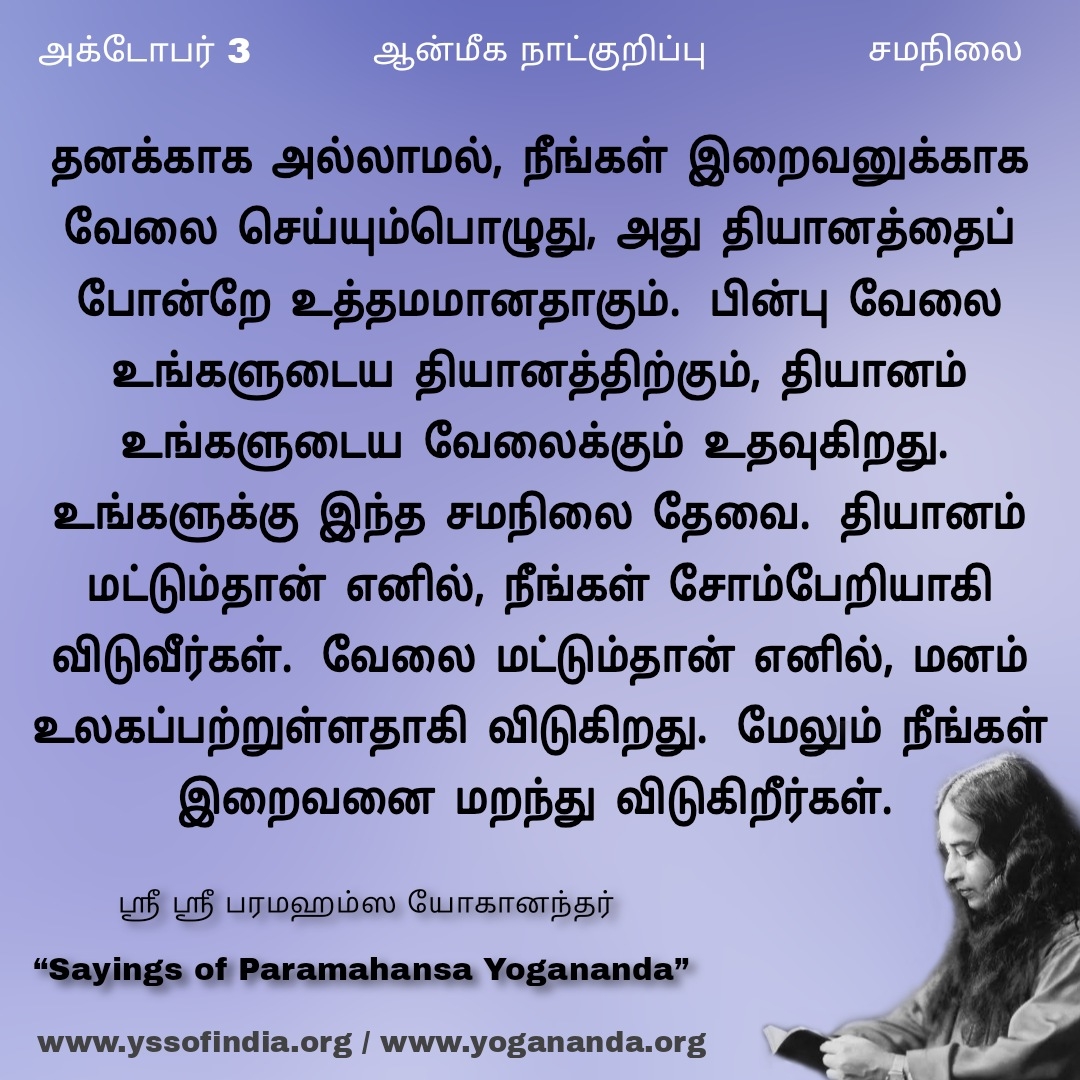 அக்டோபர் 3 ஆன்மீக நாட்குறிப்பு சமநிலை
தனக்காக அல்லாமல், நீங்கள் இறைவனுக்காக
வேலை செய்யும்பொழுது, அது தியானத்தைப்
போன்றே உத்தமமானதாகும். பின்பு வேலை
உங்களுடைய தியானத்திற்கும், தியானம்
உங்களுடைய வேலைக்கும் உதவுகிறது.
உங்களுக்கு இந்த சமநிலை தேவை. தியானம்
மட்டும்தான் எனில், நீங்கள் சோம்பேறியாகி
விடுவீர்கள். வேலை மட்டும்தான் எனில், மனம்
உலகப்பற்றுள்ளதாகி விடுகிறது. மேலும் நீங்கள்
இறைவனை மறந்து விடுகிறீர்கள்.
ஸ்ரீ ஸ்ரீ பரமஹம்ஸ யோகானந்தர்
“Sayings of Paramahansa Yogananda”
www.yssofindia.org / www.yogananda.org